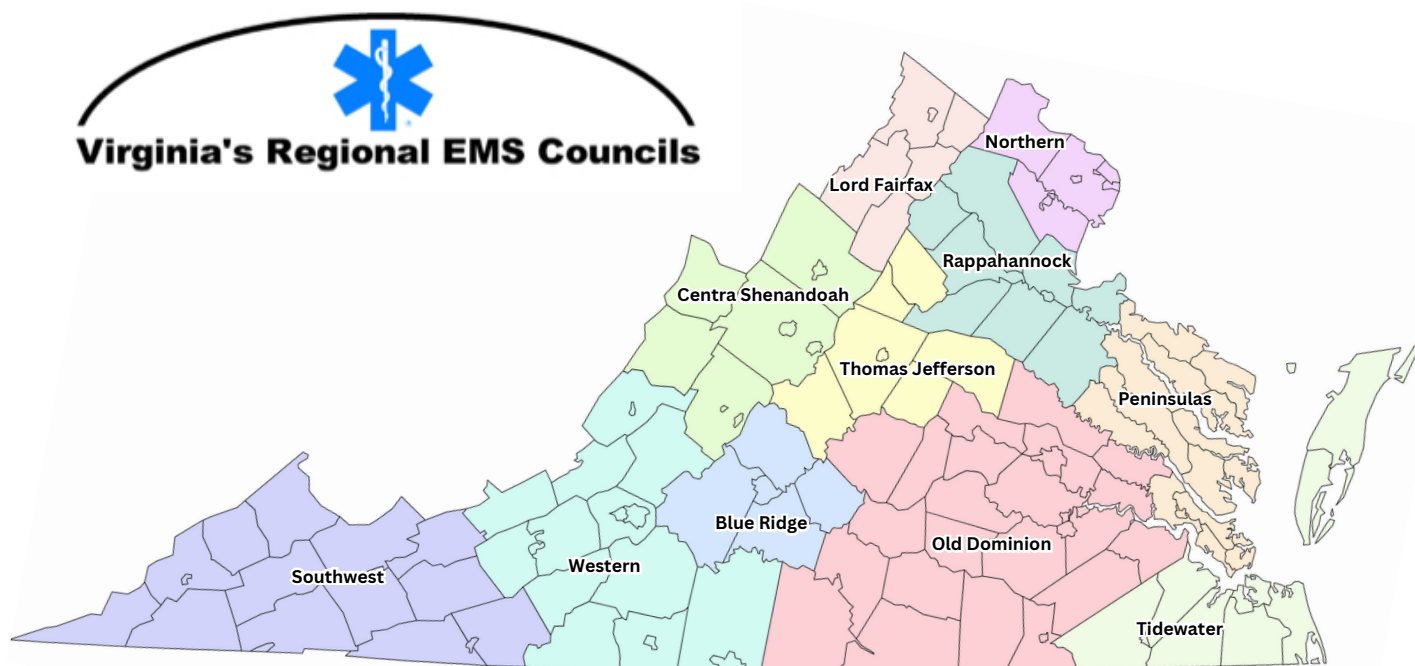 Virginia's Regional EMS Councils
Northern
Lord Fairfax
Rappahannock
Centra Shenandoah
Thomas Jefferson
Peninsulas
Blue Ridge
Old Dominion
Western
Southwest
Tidewater